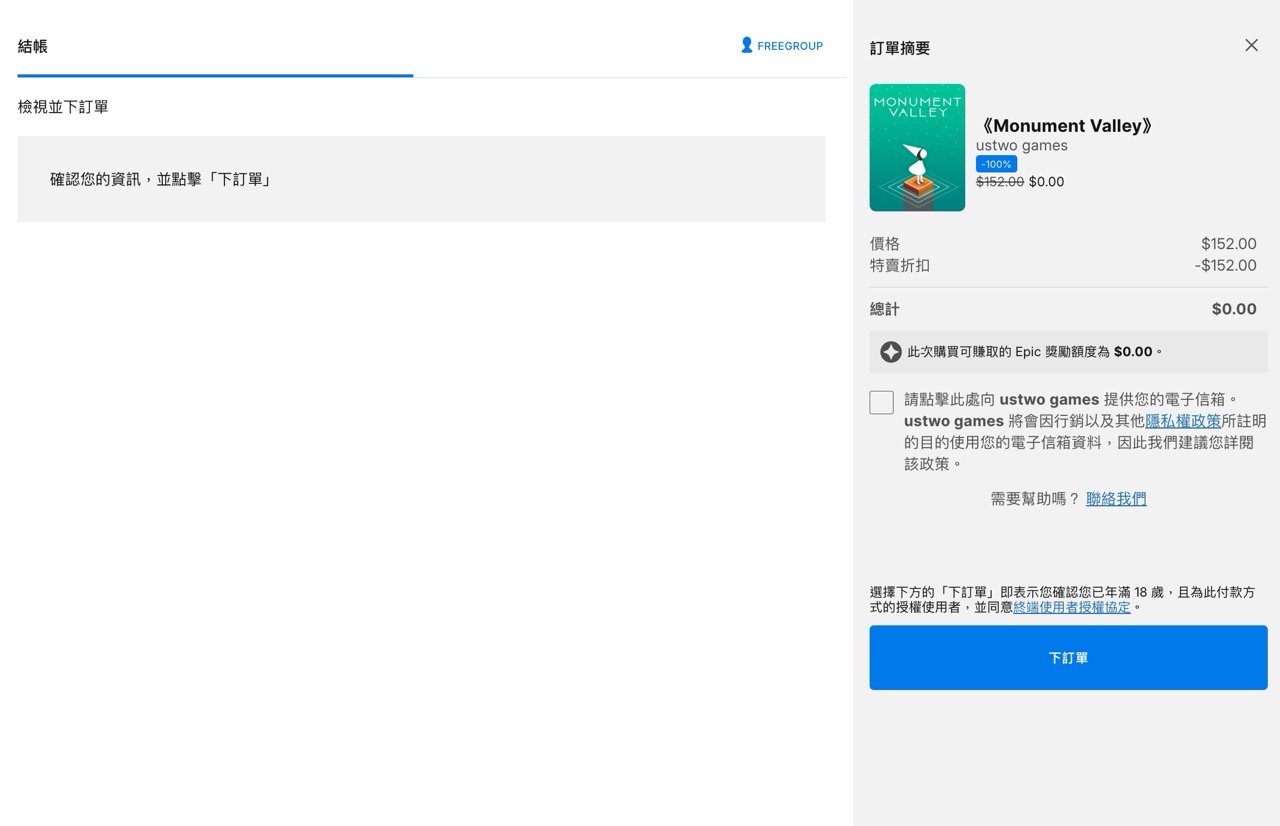 結帳
FREEGROUP
檢視並下訂單
確認您的資訊，並點擊「下訂單」
訂單摘要
MONUMENT
VALLEY
《Monument Valley》
ustwo games
-100%
$152.00 $0.00
價格 $152.00
特賣折扣 -$152.00
總計 $0.00
此次購買可賺取的 Epic 獎勵額度為 $0.00。
請點擊此處向 ustwo games 提供您的電子信箱。
ustwo games 將會因行銷以及其他隱私權政策所註明
的目的使用您的電子信箱資料，因此我們建議您詳閱
該政策。
需要幫助嗎？ 聯絡我們
選擇下方的「下訂單」即表示您確認您已年滿 18 歲，且為此付款方
式的授權使用者，並同意終端使用者授權協定。
下訂單